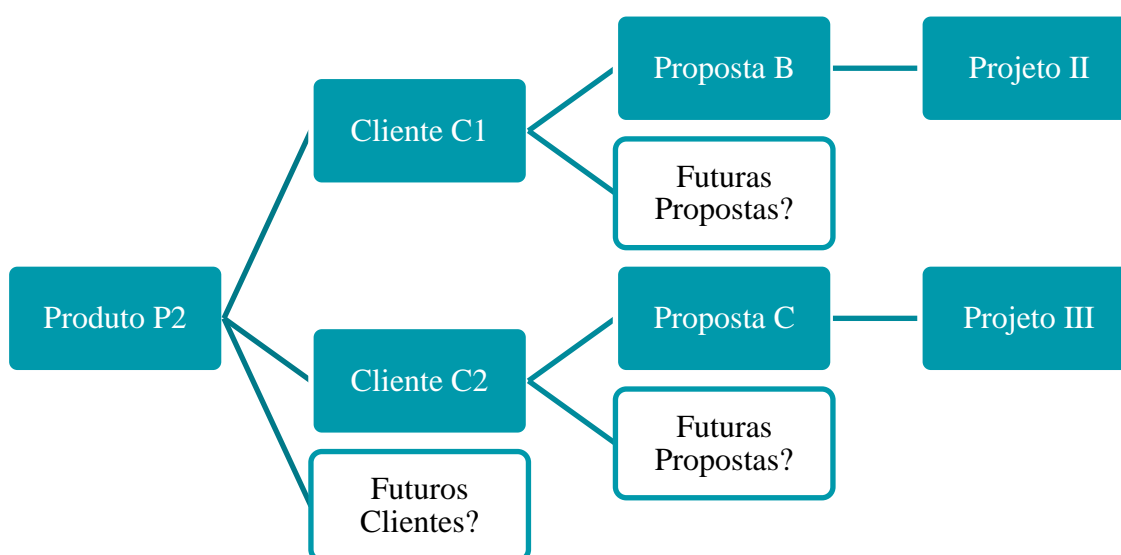 Proposta B
Projeto II
Cliente C1
Futuras
Propostas?
Produto P2
Proposta C
Projeto III
Cliente C2
Futuras
Propostas?
Futuros
Clientes?